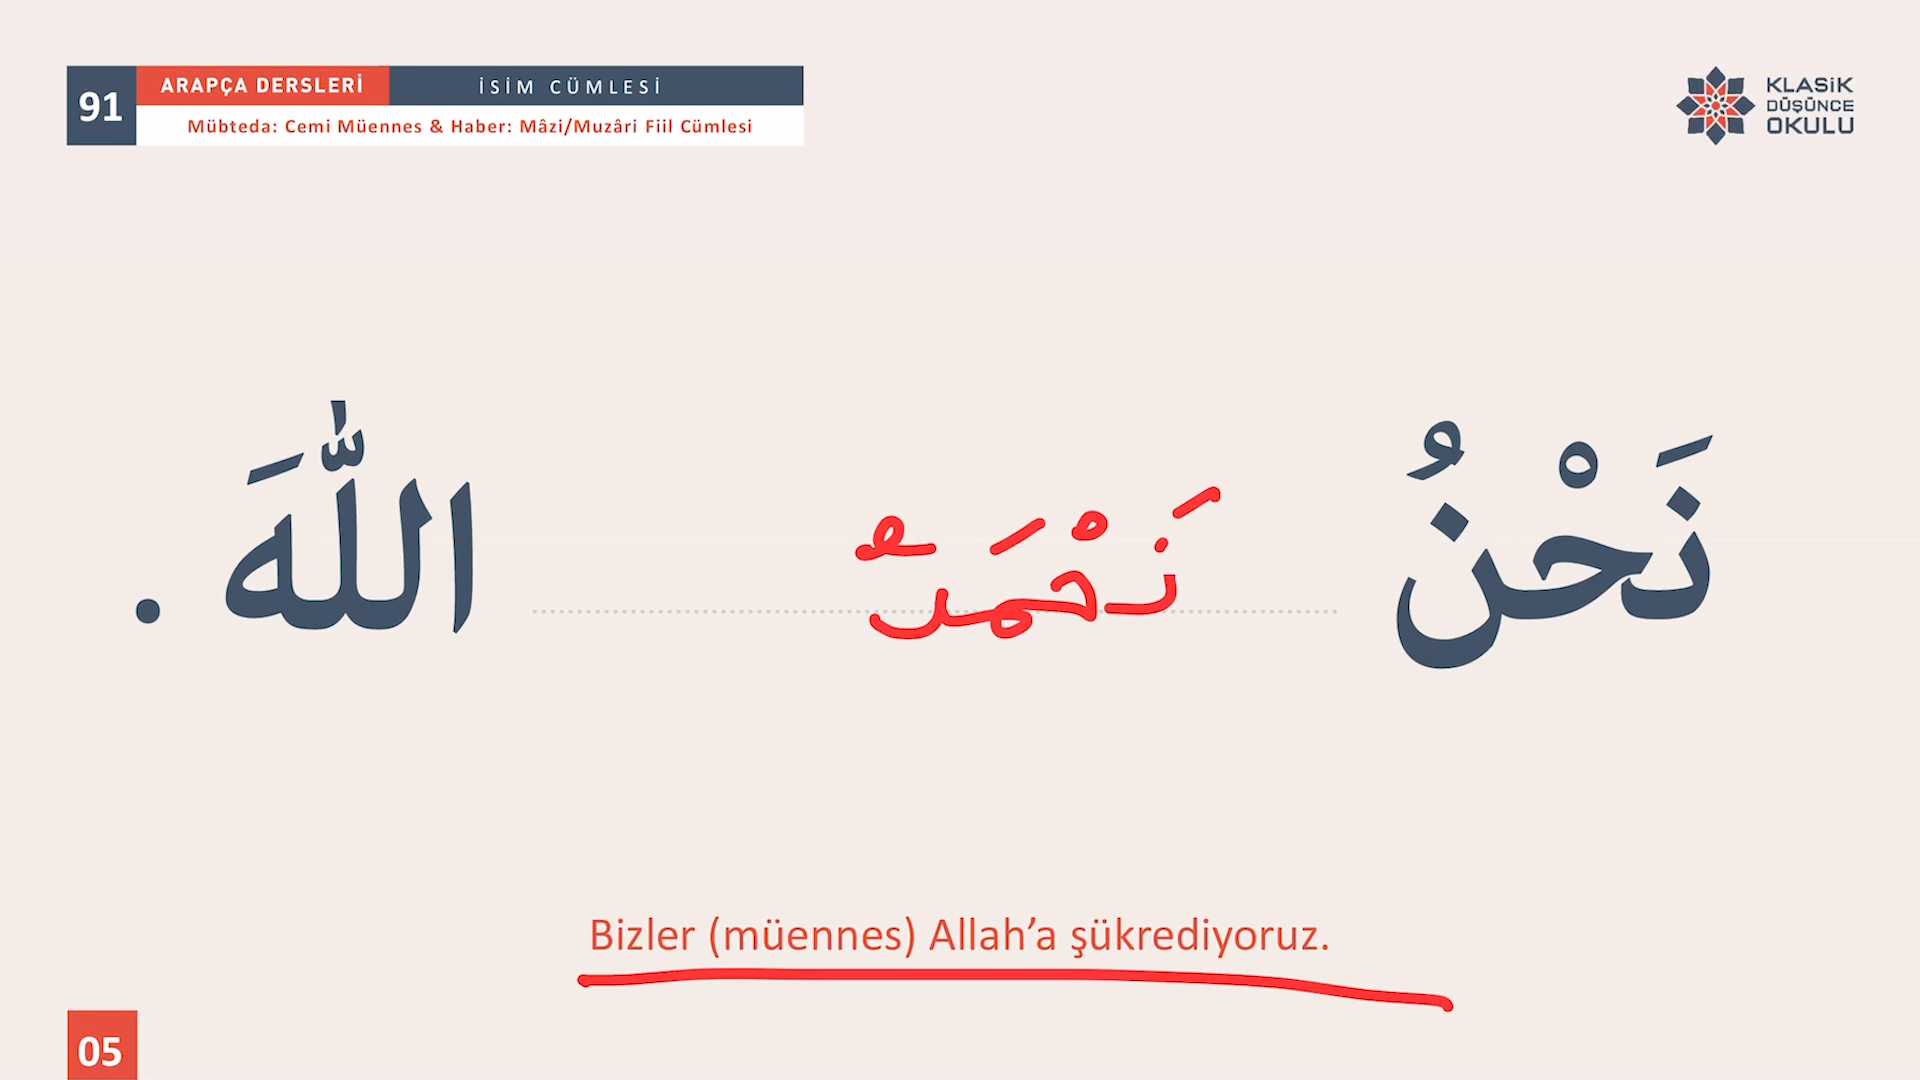 91
ARAPÇA DERSLERİ
İSİM CÜMLESİ
Mübteda: Cemi Müennes & Haber: Mâzi/Muzâri Fiil Cümlesi
KLASİK
DÜŞÜNCE
OKULU
نَحْنُ نَحْمَدُ اللّٰهَ .
Bizler (müennes) Allah’a şükrediyoruz.
05